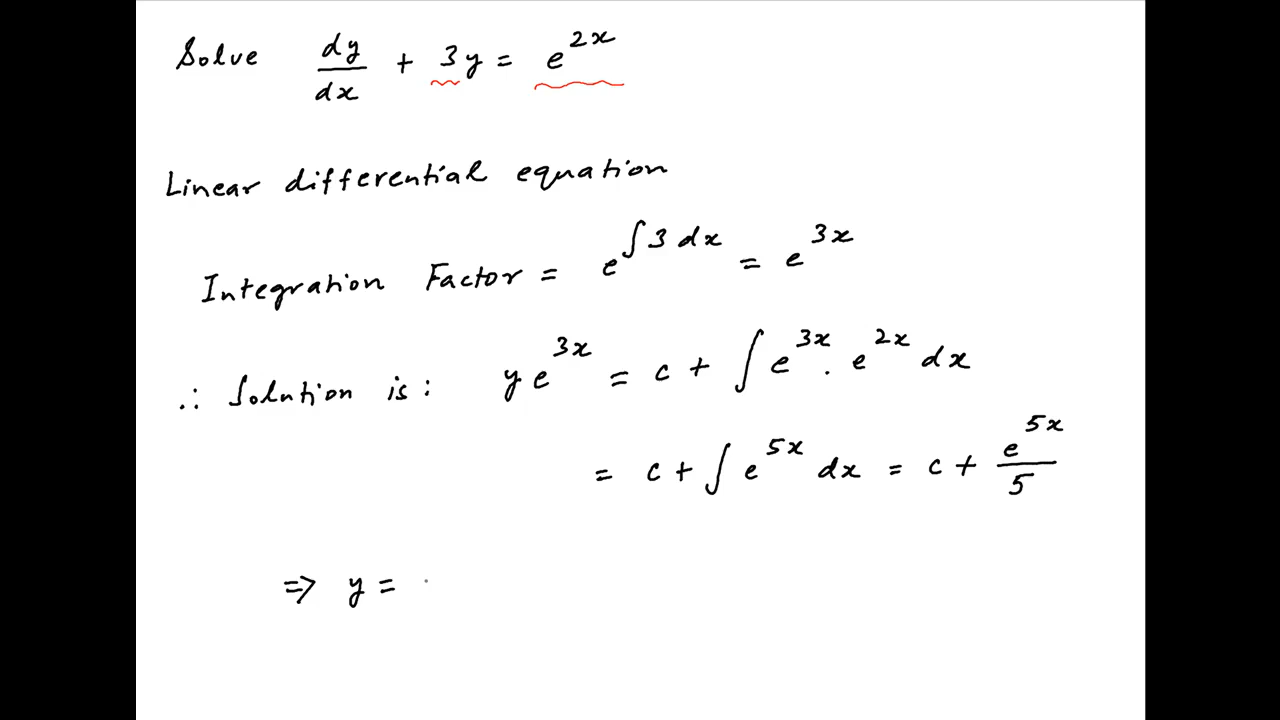 Solve dy/dx + 3y = e^{2x}
Linear differential equation
Integration Factor = e^{∫3 dx} = e^{3x}
∴ Solution is: y e^{3x} = c + ∫ e^{3x} . e^{2x} dx
= c + ∫ e^{5x} dx = c + e^{5x}/5
⇒ y =